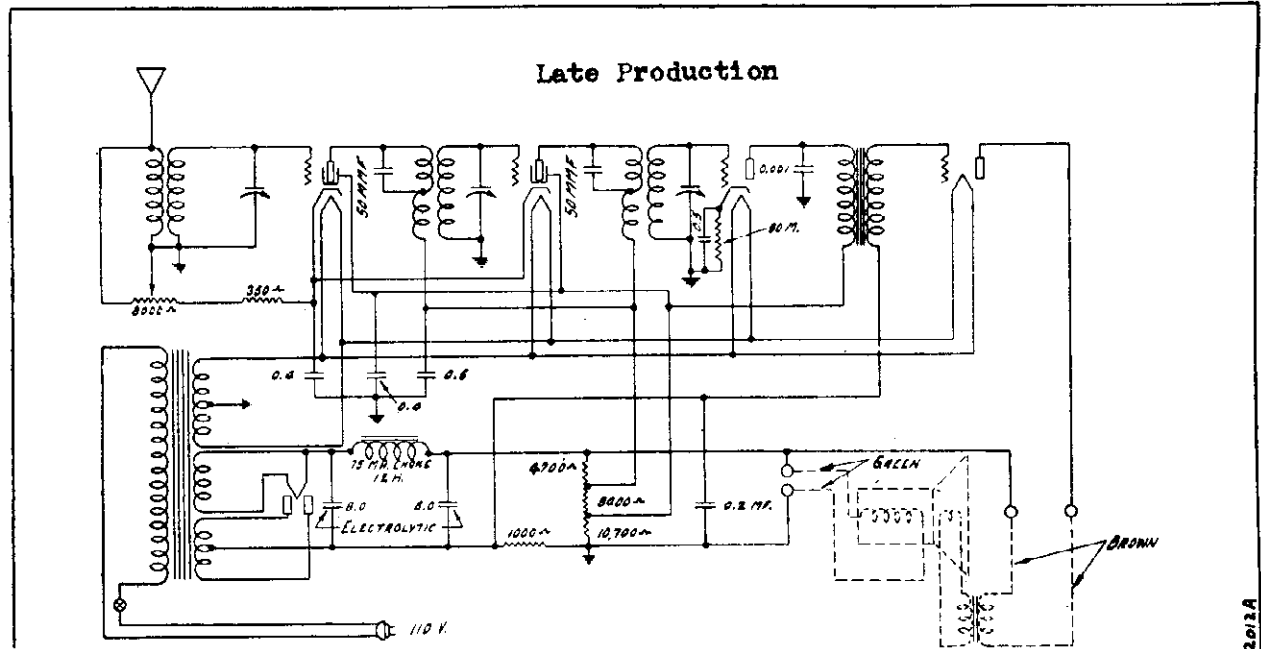 Late Production
50 MMF
50 MMF
0.001
0.5
80 M.
350~
8000~
0.4
0.4
0.6
75 MA. CHOKE
12 H.
4700~
GREEN
8.0
8.0
0.2 MF.
ELECTROLYTIC
1000~
10,700~
BROWN
110 V.
2012A